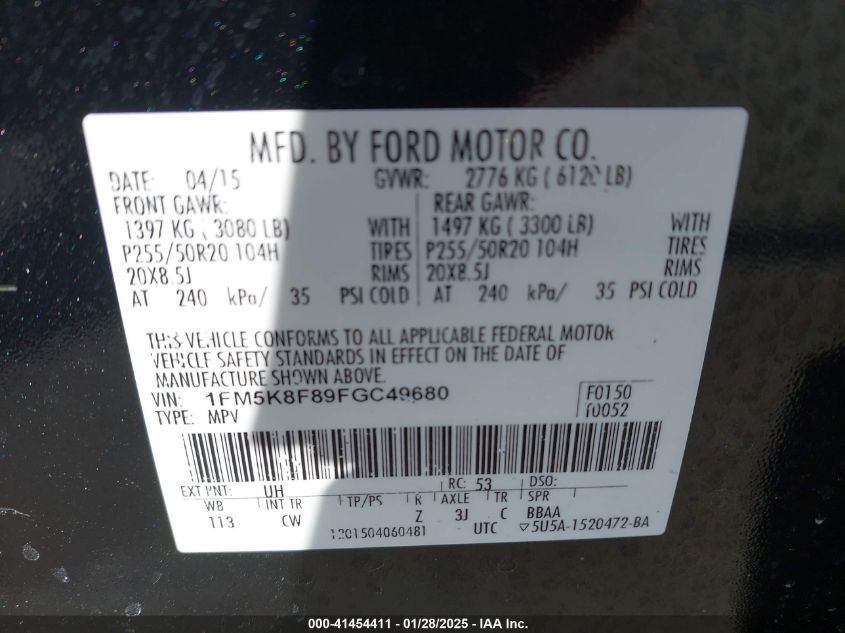 MFD. BY FORD MOTOR CO.
DATE: 04/15 GVWR: 2776 KG ( 6120 LB)
FRONT GAWR: REAR GAWR:
1397 KG ( 3080 LB) WITH 1497 KG ( 3300 LB) WITH
P255/50R20 104H TIRES P255/50R20 104H TIRES
20X8.5J RIMS 20X8.5J RIMS
AT 240 kPa/ 35 PSI COLD AT 240 kPa/ 35 PSI COLD
THIS VEHICLE CONFORMS TO ALL APPLICABLE FEDERAL MOTOR
VEHICLE SAFETY STANDARDS IN EFFECT ON THE DATE OF
MANUFACTURE SHOWN ABOVE.
VIN: 1FM5K8F89FGC49680 F0150
TYPE: MPV T0052
EXT PNT: UH RC: 53 DSO:
WB INT TR TP/PS R AXLE TR SPR
113 CW Z 3J C BBAA
1201504060481 UTC ▽5U5A-1520472-BA
000-41454411 - 01/28/2025 - IAA Inc.